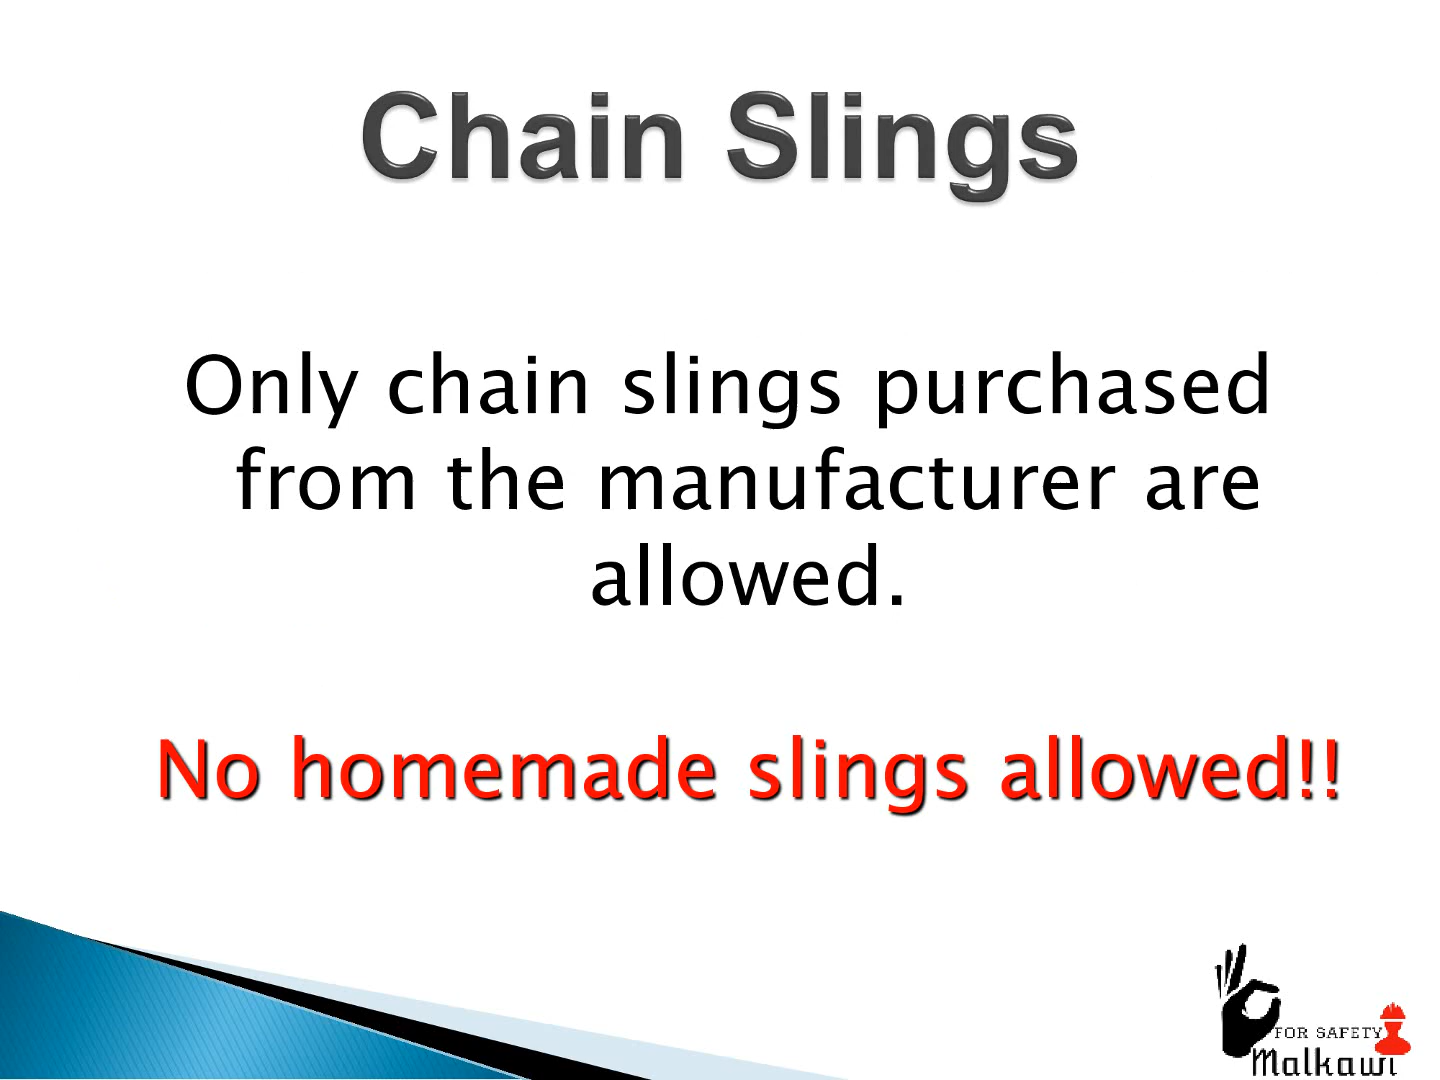 Chain Slings
Only chain slings purchased
from the manufacturer are
allowed.
No homemade slings allowed!!
FOR SAFETY
Malkawi